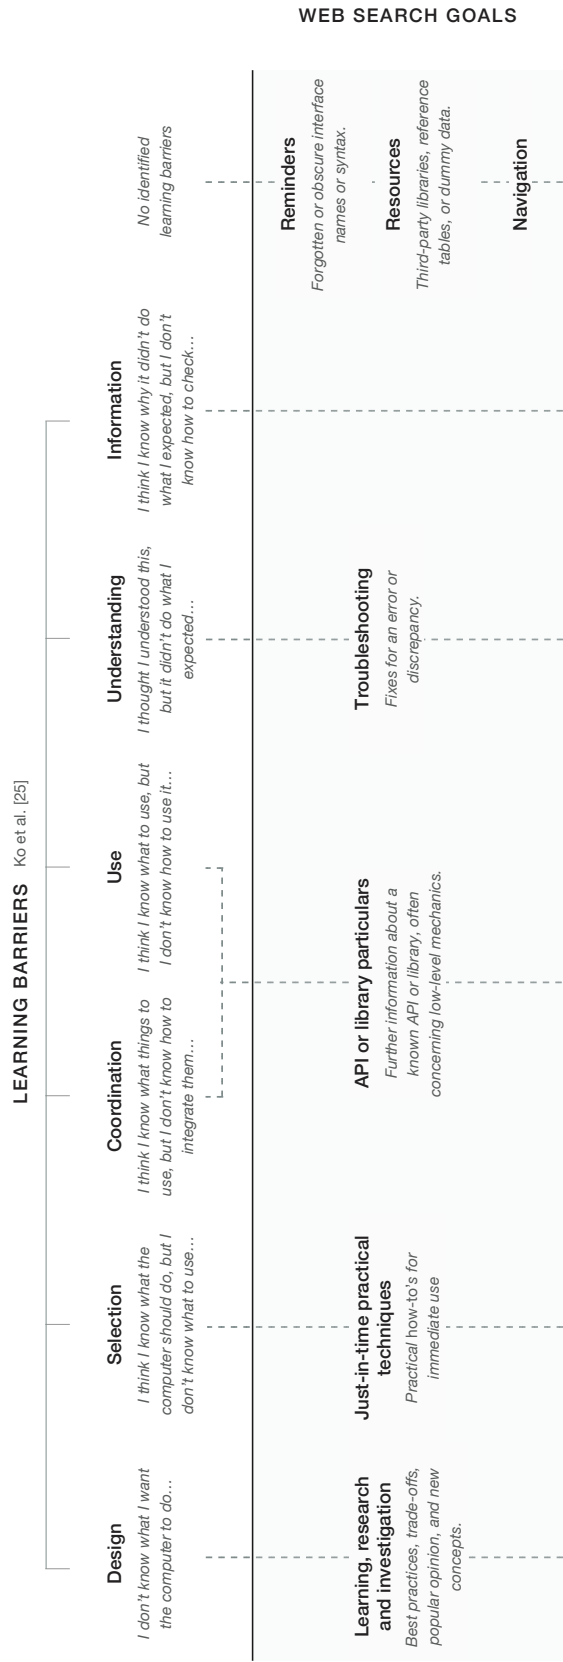 WEB SEARCH GOALS
LEARNING BARRIERS Ko et al. [25]
Design
I don't know what I want
the computer to do…
Selection
I think I know what the
computer should do, but I
don't know what to use…
Coordination
I think I know what things to
use, but I don't know how to
integrate them…
Use
I think I know what to use, but
I don't know how to use it…
Understanding
I thought I understood this,
but it didn't do what I
expected…
Information
I think I know why it didn't do
what I expected, but I don't
know how to check…
No identified
learning barriers
Learning, research
and investigation
Best practices, trade-offs,
popular opinion, and new
concepts.
Just-in-time practical
techniques
Practical how-to's for
immediate use
API or library particulars
Further information about a
known API or library, often
concerning low-level mechanics.
Troubleshooting
Fixes for an error or
discrepancy.
Reminders
Forgotten or obscure interface
names or syntax.
Resources
Third-party libraries, reference
tables, or dummy data.
Navigation